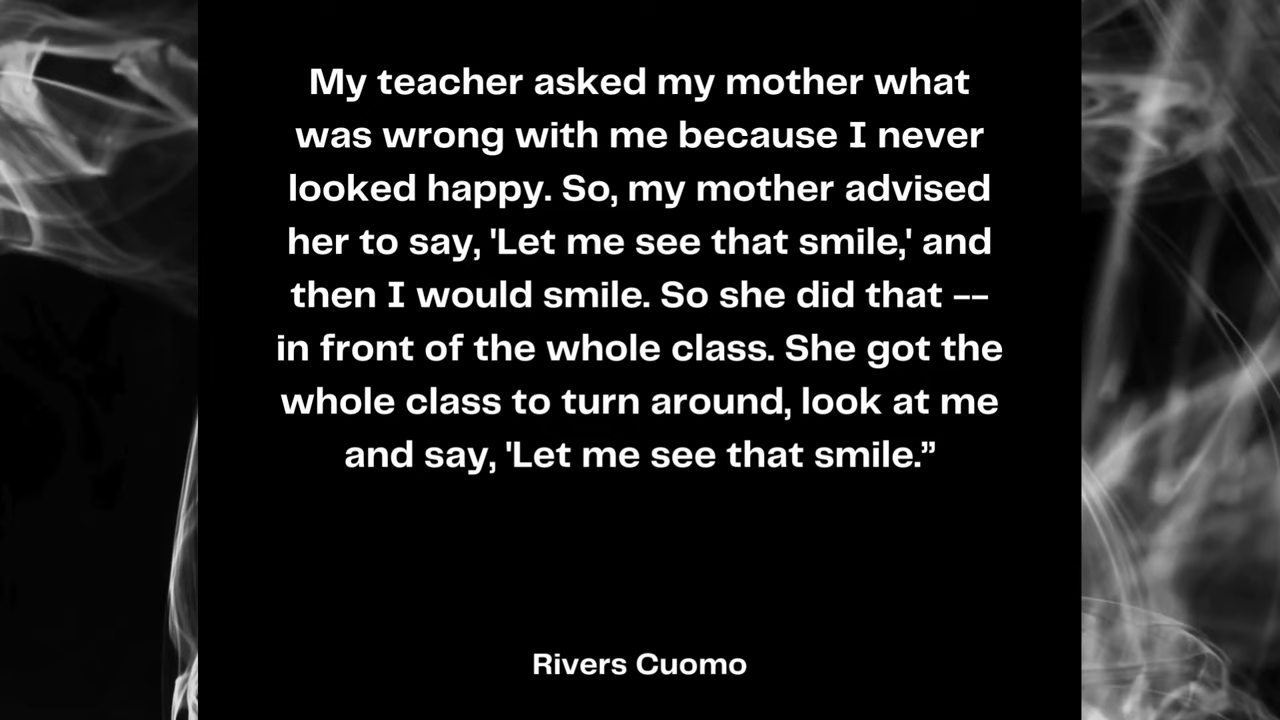 My teacher asked my mother what
was wrong with me because I never
looked happy. So, my mother advised
her to say, 'Let me see that smile,' and
then I would smile. So she did that --
in front of the whole class. She got the
whole class to turn around, look at me
and say, 'Let me see that smile.”
Rivers Cuomo